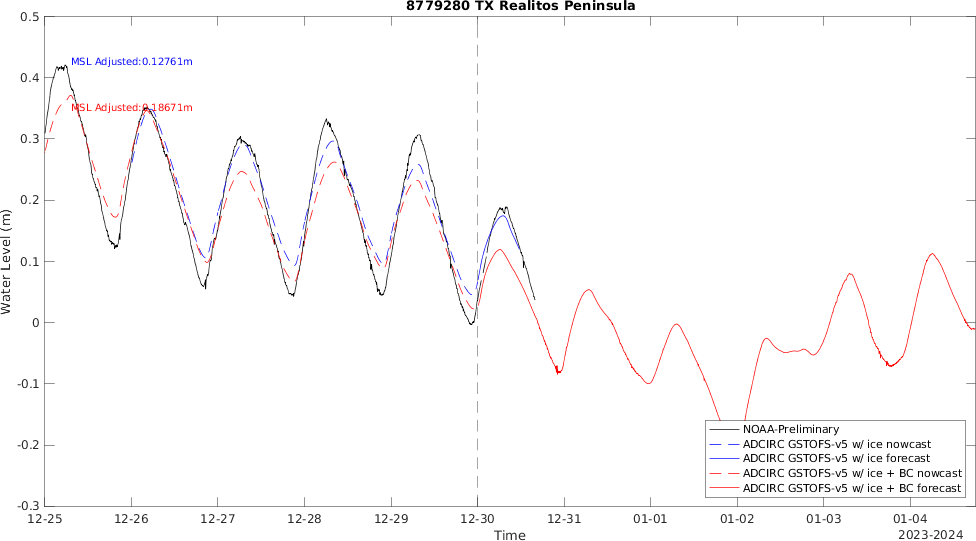 8779280 TX Realitos Peninsula
0.5
0.4
0.3
0.2
0.1
0
-0.1
-0.2
-0.3
Water Level (m)
MSL Adjusted:0.12761m
MSL Adjusted:0.18671m
NOAA-Preliminary
ADCIRC GSTOFS-v5 w/ ice nowcast
ADCIRC GSTOFS-v5 w/ ice forecast
ADCIRC GSTOFS-v5 w/ ice + BC nowcast
ADCIRC GSTOFS-v5 w/ ice + BC forecast
12-25 12-26 12-27 12-28 12-29 12-30 12-31 01-01 01-02 01-03 01-04
Time
2023-2024